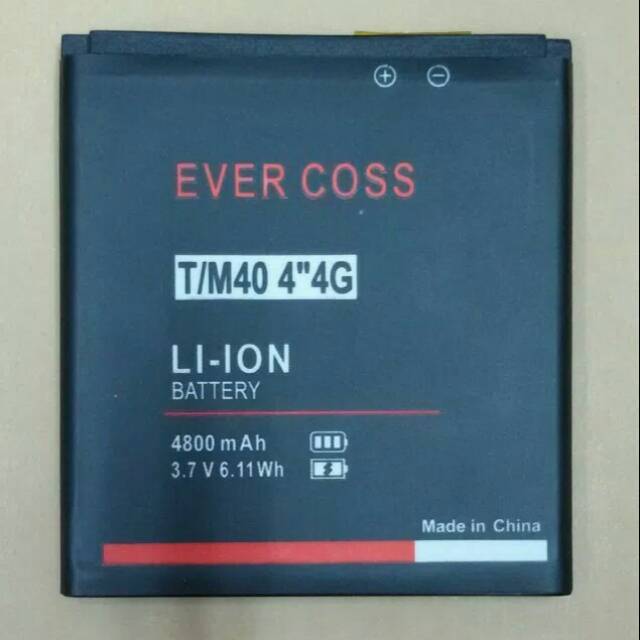 EVER COSS
T/M40 4"4G
LI-ION
BATTERY
4800 mAh
3.7 V 6.11Wh
Made in China